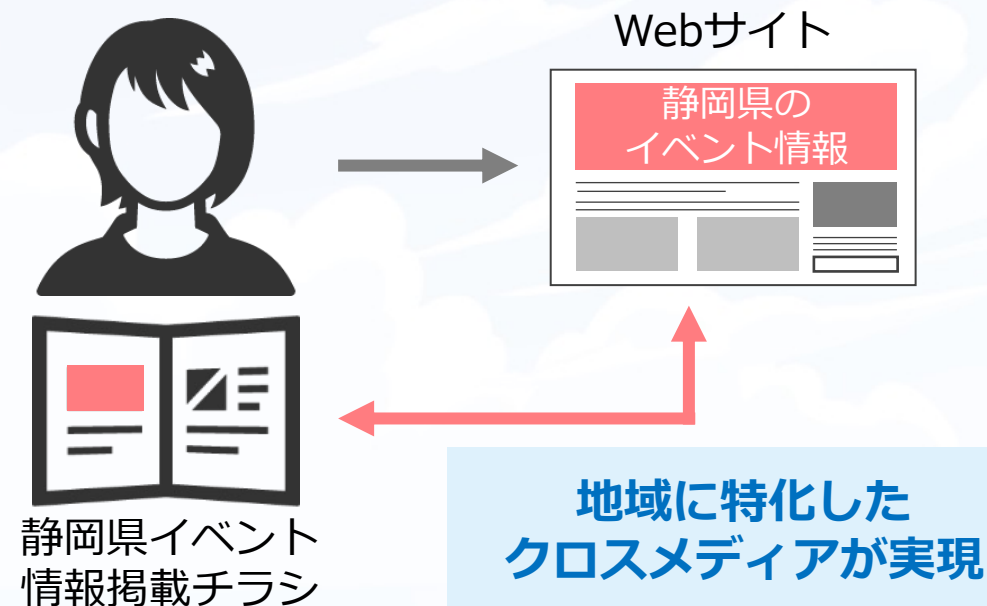 Webサイト
静岡県の
イベント情報
静岡県イベント
情報掲載チラシ
地域に特化した
クロスメディアが実現